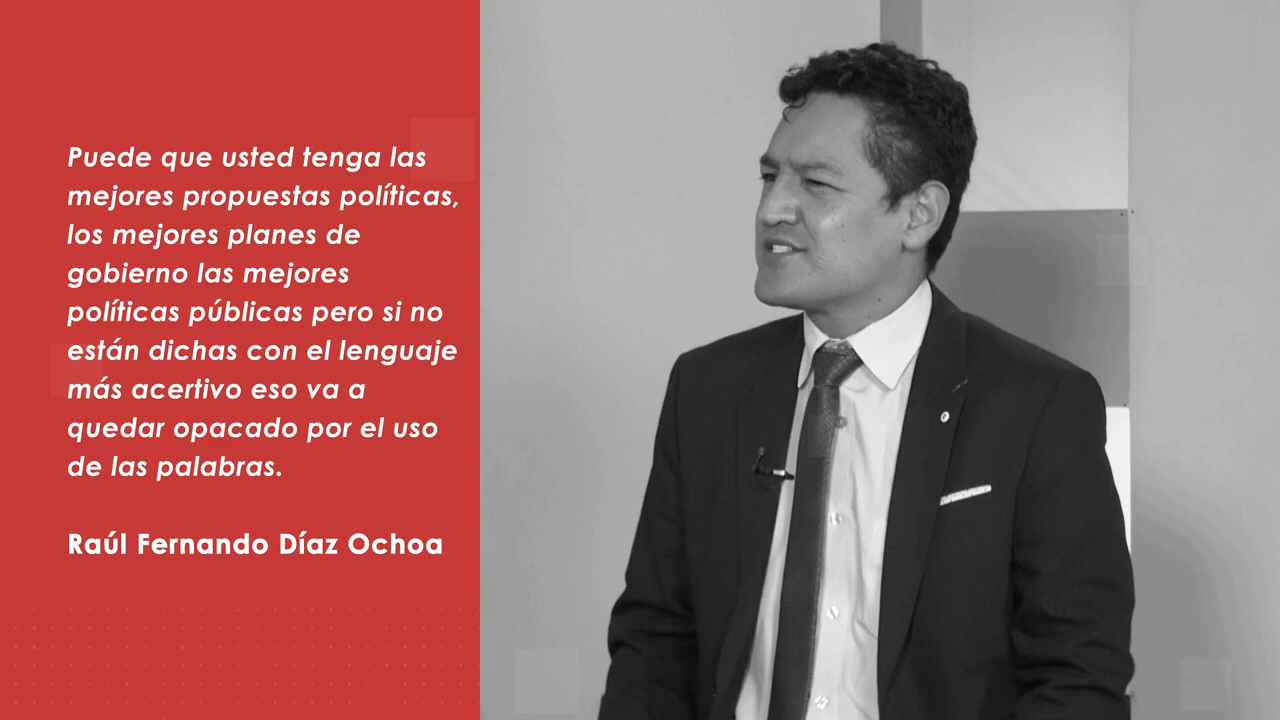 Puede que usted tenga las
mejores propuestas políticas,
los mejores planes de
gobierno las mejores
políticas públicas pero si no
están dichas con el lenguaje
más acertivo eso va a
quedar opacado por el uso
de las palabras.
Raúl Fernando Díaz Ochoa